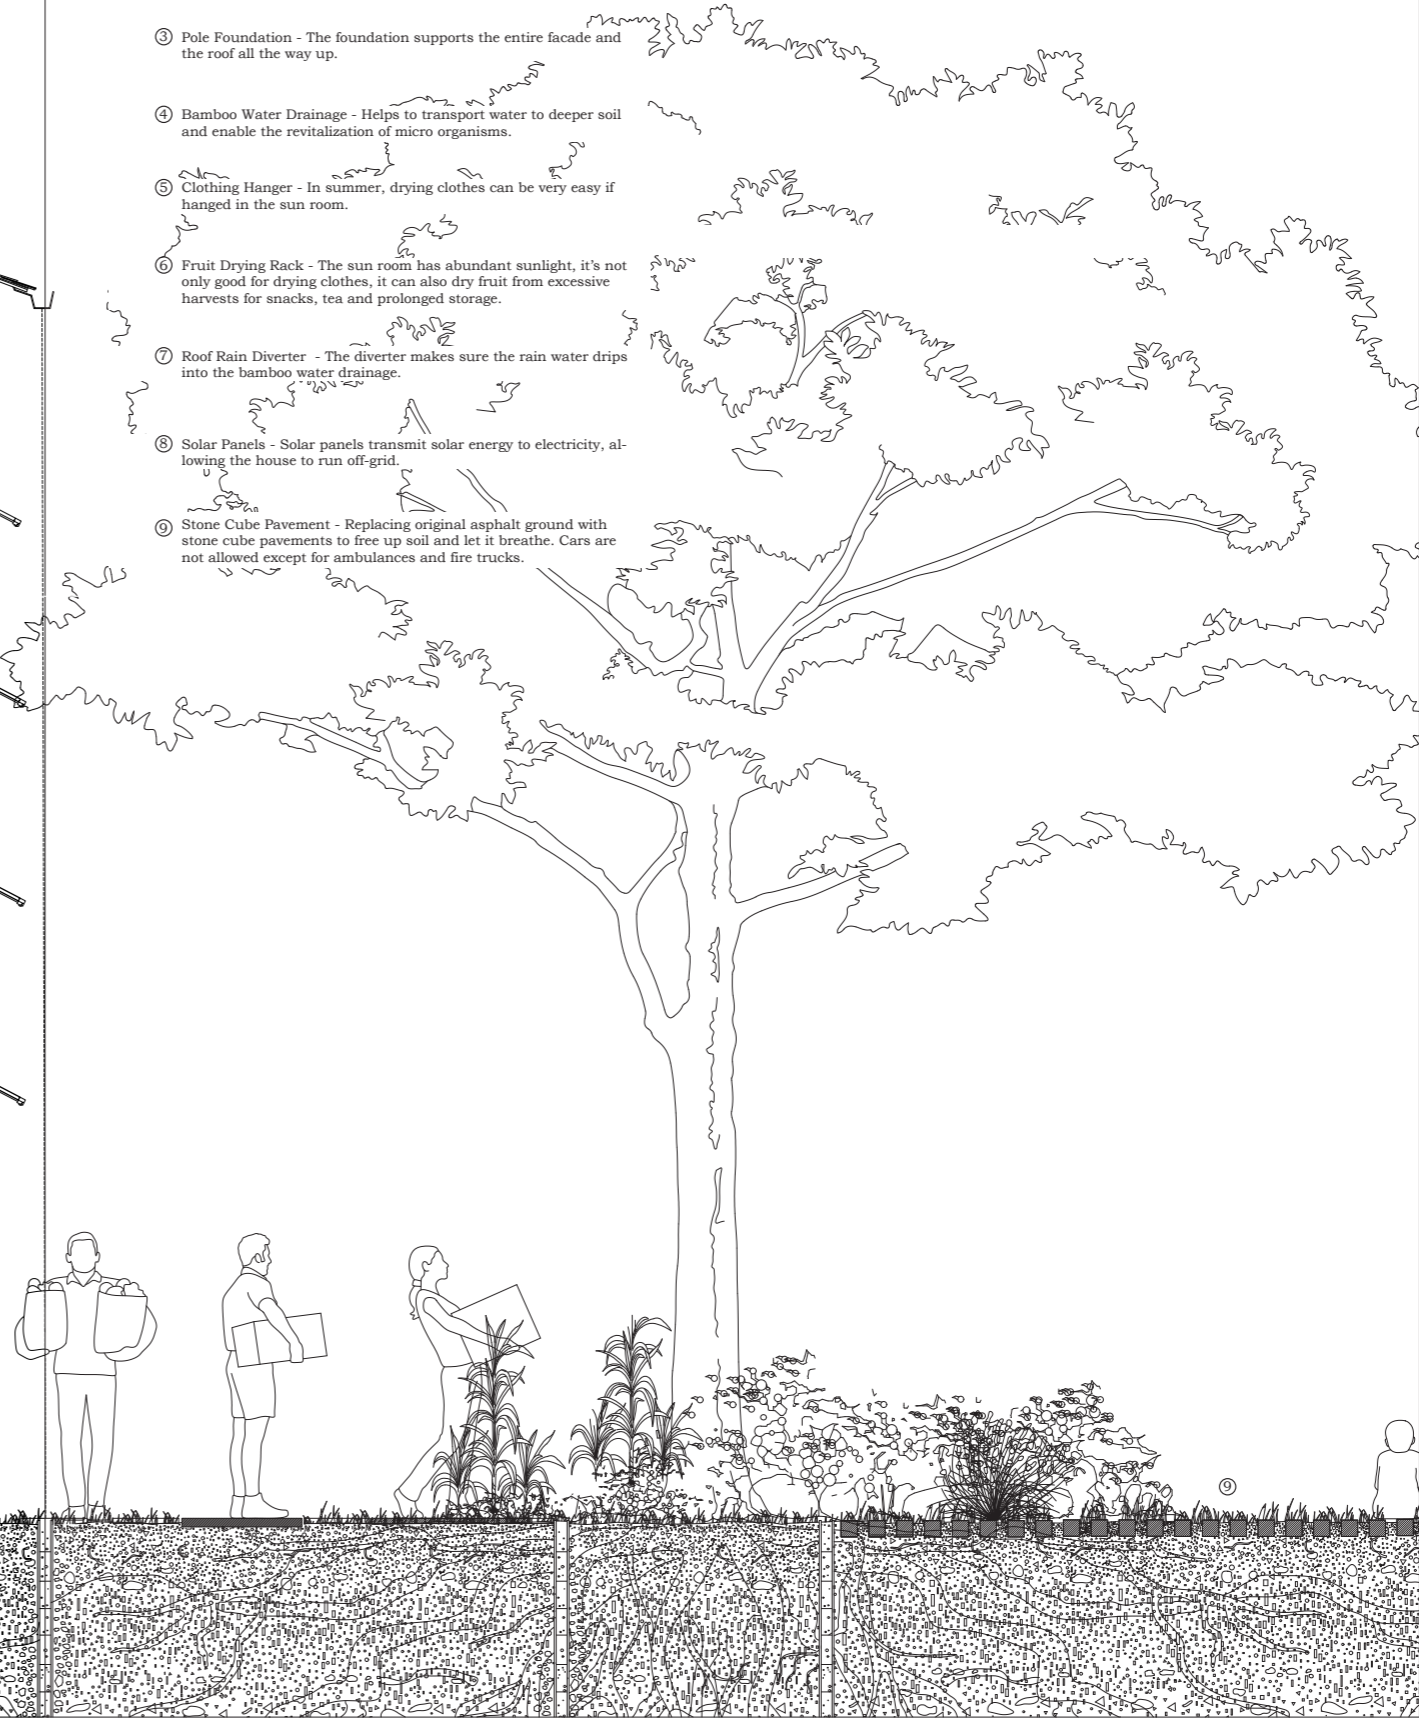 ③ Pole Foundation - The foundation supports the entire facade and
the roof all the way up.
④ Bamboo Water Drainage - Helps to transport water to deeper soil
and enable the revitalization of micro organisms.
⑤ Clothing Hanger - In summer, drying clothes can be very easy if
hanged in the sun room.
⑥ Fruit Drying Rack - The sun room has abundant sunlight, it’s not
only good for drying clothes, it can also dry fruit from excessive
harvests for snacks, tea and prolonged storage.
⑦ Roof Rain Diverter - The diverter makes sure the rain water drips
into the bamboo water drainage.
⑧ Solar Panels - Solar panels transmit solar energy to electricity, al-
lowing the house to run off-grid.
⑨ Stone Cube Pavement - Replacing original asphalt ground with
stone cube pavements to free up soil and let it breathe. Cars are
not allowed except for ambulances and fire trucks.
⑨